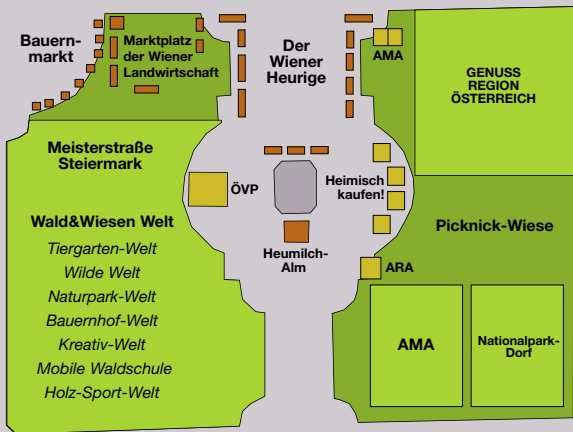 Bauern-
markt
Marktplatz
der Wiener
Landwirtschaft
Der
Wiener
Heurige
AMA
GENUSS
REGION
ÖSTERREICH
Meisterstraße
Steiermark
ÖVP
Heimisch
kaufen!
Wald&Wiesen Welt
Tiergarten-Welt
Wilde Welt
Naturpark-Welt
Bauernhof-Welt
Kreativ-Welt
Mobile Waldschule
Holz-Sport-Welt
Heumilch-
Alm
Picknick-Wiese
ARA
AMA
Nationalpark-
Dorf